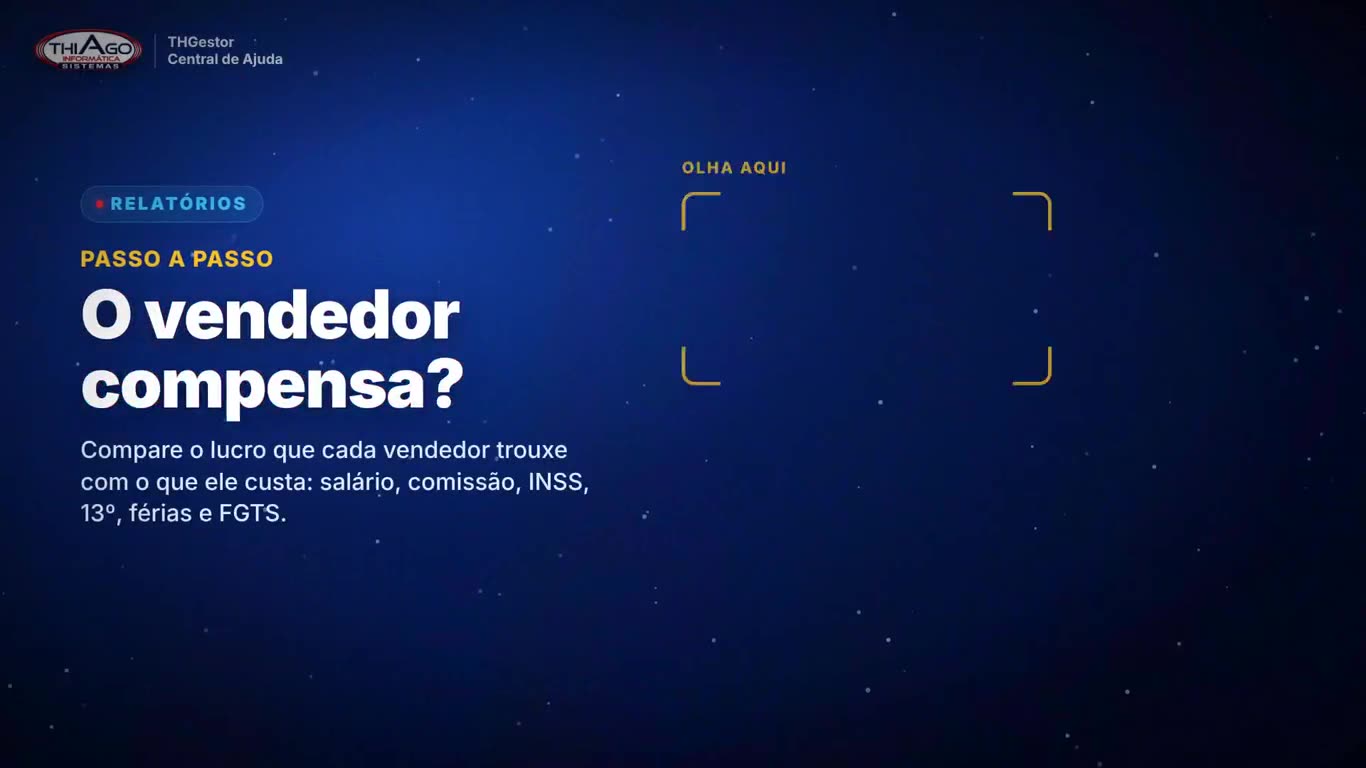 THIAGO
INFORMÁTICA
SISTEMAS
THGestor
Central de Ajuda
RELATÓRIOS
PASSO A PASSO
O vendedor
compensa?
Compare o lucro que cada vendedor trouxe
com o que ele custa: salário, comissão, INSS,
13º, férias e FGTS.
OLHA AQUI